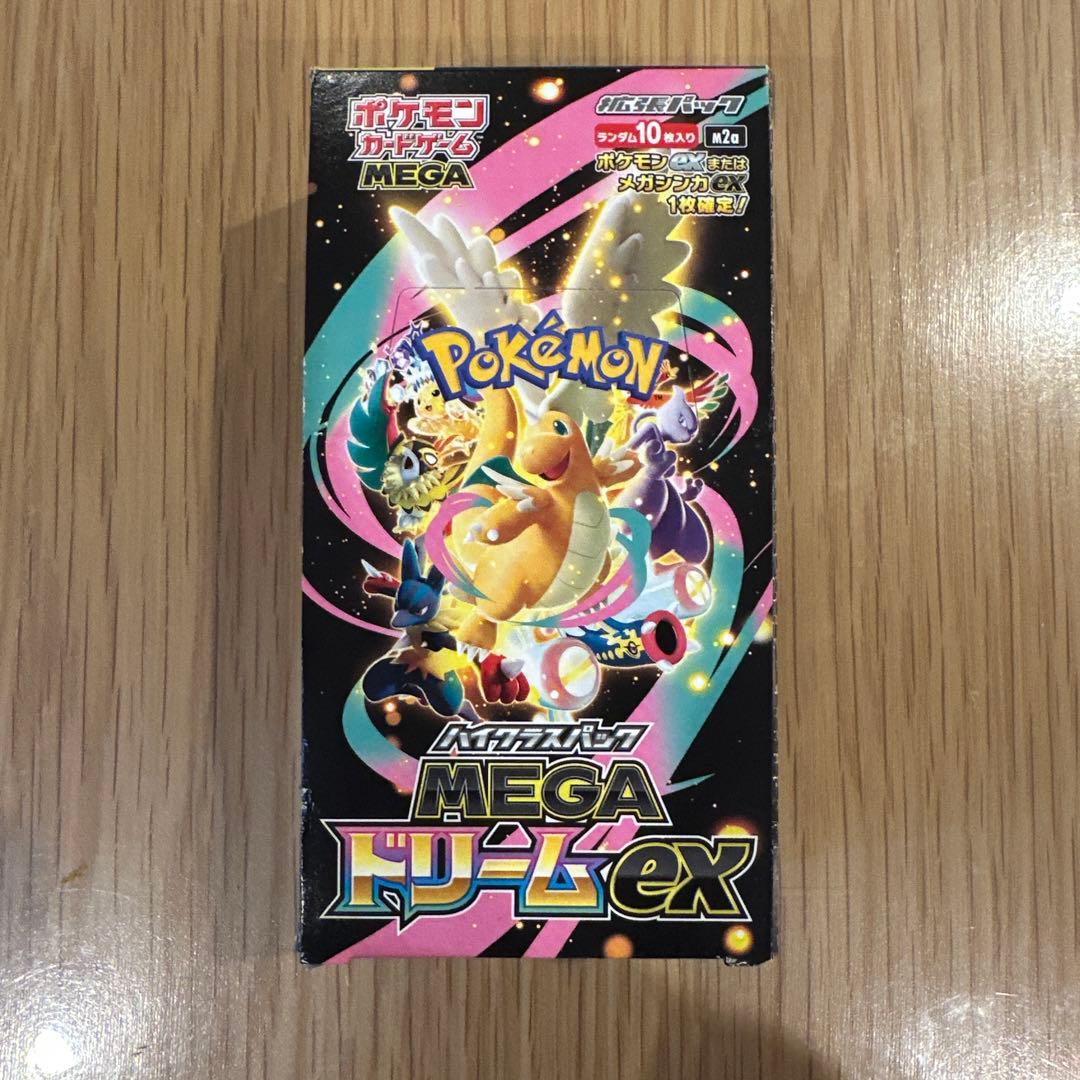 ポケモン
カードゲーム
MEGA
拡張パック
ランダム10枚入り M2a
ポケモンexまたは
メガシンカex
1枚確定!
POKéMON
TM
ハイクラスパック
MEGA
ドリームex